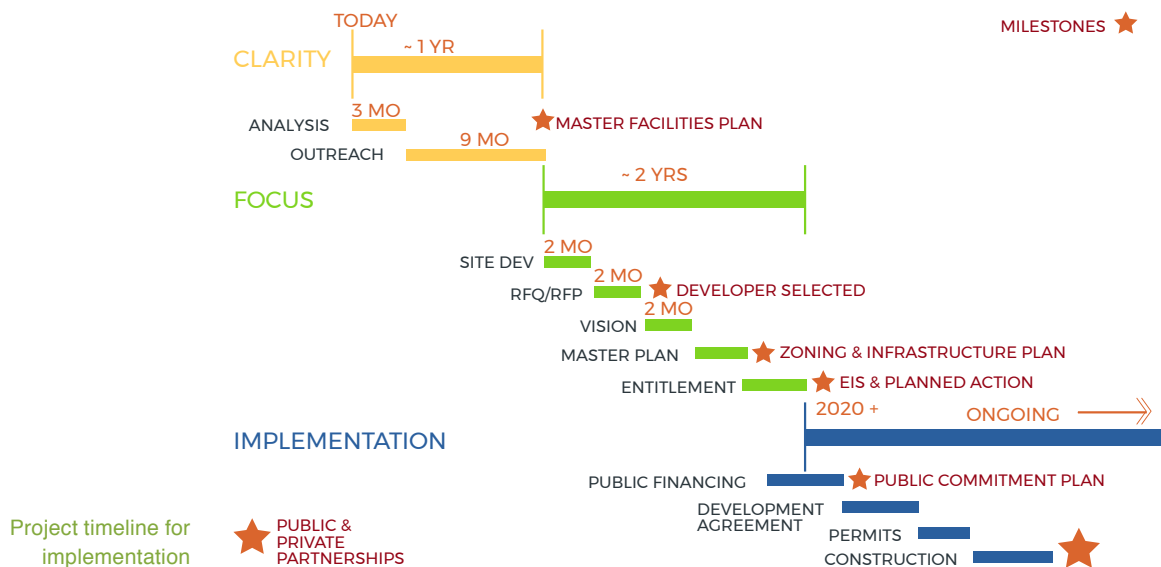 TODAY
MILESTONES
~ 1 YR
CLARITY
3 MO
ANALYSIS
MASTER FACILITIES PLAN
9 MO
OUTREACH
~ 2 YRS
FOCUS
2 MO
SITE DEV
2 MO
RFQ/RFP
DEVELOPER SELECTED
2 MO
VISION
MASTER PLAN
ZONING & INFRASTRUCTURE PLAN
ENTITLEMENT
EIS & PLANNED ACTION
2020 +
ONGOING
IMPLEMENTATION
PUBLIC FINANCING
PUBLIC COMMITMENT PLAN
DEVELOPMENT
AGREEMENT
PERMITS
CONSTRUCTION
Project timeline for
implementation
PUBLIC &
PRIVATE
PARTNERSHIPS